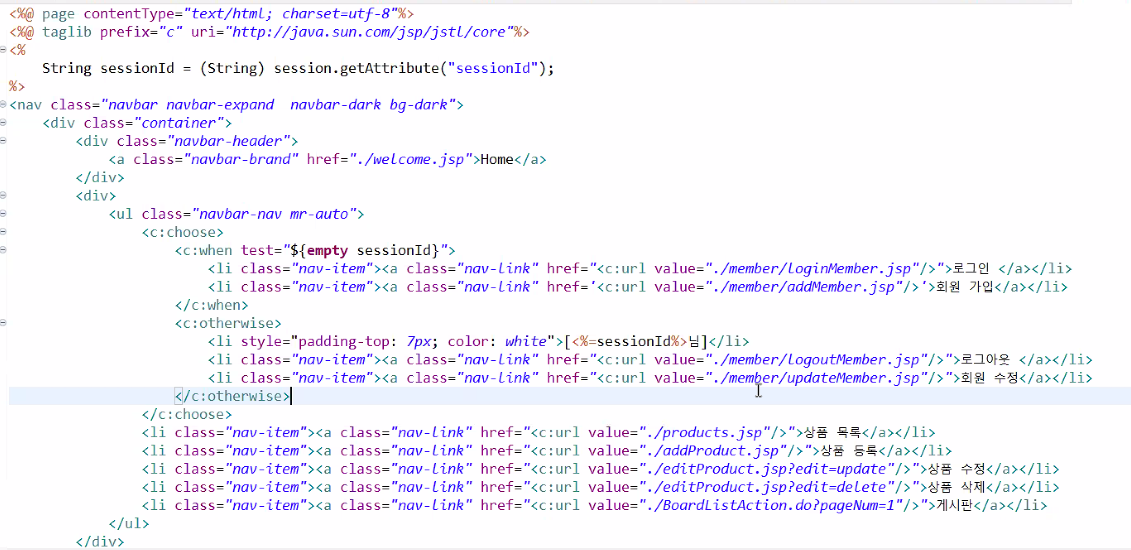 <%@ page contentType="text/html; charset=utf-8"%>
<%@ taglib prefix="c" uri="http://java.sun.com/jsp/jstl/core"%>
<%
    String sessionId = (String) session.getAttribute("sessionId");
%>
<nav class="navbar navbar-expand  navbar-dark bg-dark">
    <div class="container">
        <div class="navbar-header">
            <a class="navbar-brand" href="./welcome.jsp">Home</a>
        </div>
        <div>
            <ul class="navbar-nav mr-auto">
                <c:choose>
                    <c:when test="${empty sessionId}">
                        <li class="nav-item"><a class="nav-link" href="<c:url value="./member/loginMember.jsp"/>">로그인 </a></li>
                        <li class="nav-item"><a class="nav-link" href='<c:url value="./member/addMember.jsp"/>'>회원 가입</a></li>
                    </c:when>
                    <c:otherwise>
                        <li style="padding-top: 7px; color: white">[<%=sessionId%>님]</li>
                        <li class="nav-item"><a class="nav-link" href="<c:url value="./member/logoutMember.jsp"/>">로그아웃 </a></li>
                        <li class="nav-item"><a class="nav-link" href="<c:url value="./member/updateMember.jsp"/>">회원 수정</a></li>
                    </c:otherwise>
                </c:choose>
                <li class="nav-item"><a class="nav-link" href="<c:url value="./products.jsp"/>">상품 목록</a></li>
                <li class="nav-item"><a class="nav-link" href="<c:url value="./addProduct.jsp"/>">상품 등록</a></li>
                <li class="nav-item"><a class="nav-link" href="<c:url value="./editProduct.jsp?edit=update"/>">상품 수정</a></li>
                <li class="nav-item"><a class="nav-link" href="<c:url value="./editProduct.jsp?edit=delete"/>">상품 삭제</a></li>
                <li class="nav-item"><a class="nav-link" href="<c:url value="./BoardListAction.do?pageNum=1"/>">게시판</a></li>
            </ul>
        </div>